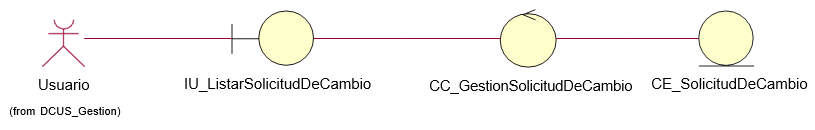 Usuario
(from DCUS_Gestion)
IU_ListarSolicitudDeCambio
CC_GestionSolicitudDeCambio
CE_SolicitudDeCambio